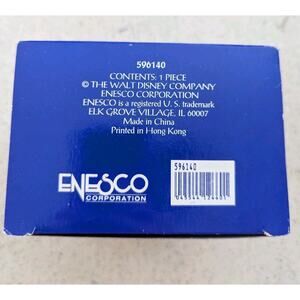 596140
CONTENTS: 1 PIECE
© THE WALT DISNEY COMPANY
ENESCO CORPORATION
ENESCO is a registered U. S. trademark
ELK GROVE VILLAGE, IL 60007
Made in China
Printed in Hong Kong
596140
ENESCO
CORPORATION